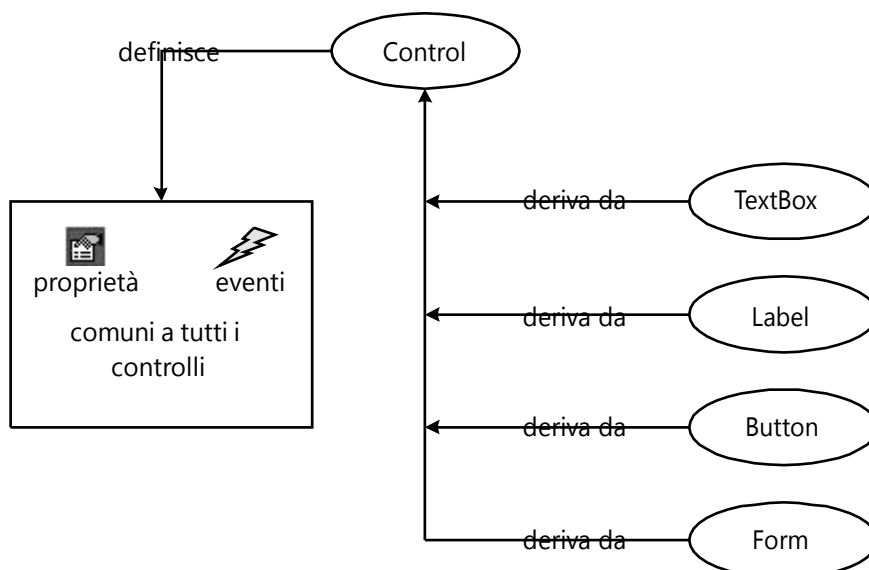 definisce
Control
proprietà
eventi
comuni a tutti i
controlli
deriva da
TextBox
deriva da
Label
deriva da
Button
deriva da
Form